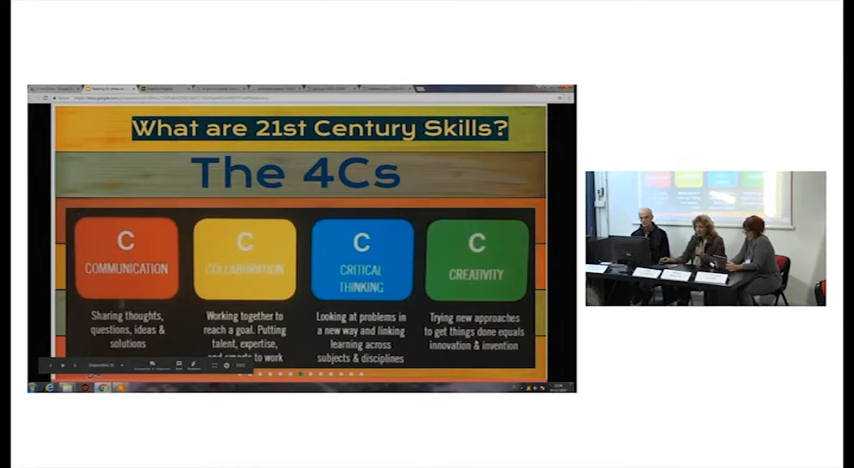 What are 21st Century Skills?
The 4Cs
C
COMMUNICATION
Sharing thoughts,
questions, ideas &
solutions
C
COLLABORATION
Working together to
reach a goal. Putting
talent, expertise,
and smarts to work
C
CRITICAL
THINKING
Looking at problems in
a new way and linking
learning across
subjects & disciplines
C
CREATIVITY
Trying new approaches
to get things done equals
innovation & invention